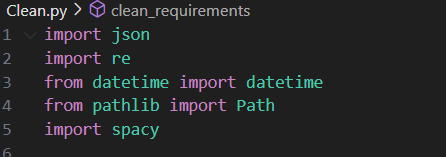 Clean.py > clean_requirements
1 import json
2 import re
3 from datetime import datetime
4 from pathlib import Path
5 import spacy
6